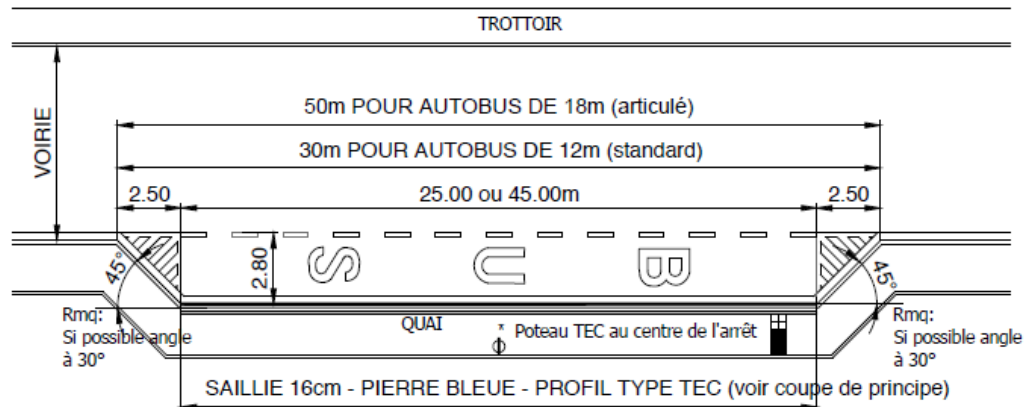 TROTTOIR
50m POUR AUTOBUS DE 18m (articulé)
VOIRIE
30m POUR AUTOBUS DE 12m (standard)
2.50
25.00 ou 45.00m
2.50
2.80
BUS
45°
45°
Rmq:
Si possible angle
à 30°
QUAI
Poteau TEC au centre de l'arrêt
Rmq:
Si possible angle
à 30°
SAILLIE 16cm - PIERRE BLEUE - PROFIL TYPE TEC (voir coupe de principe)